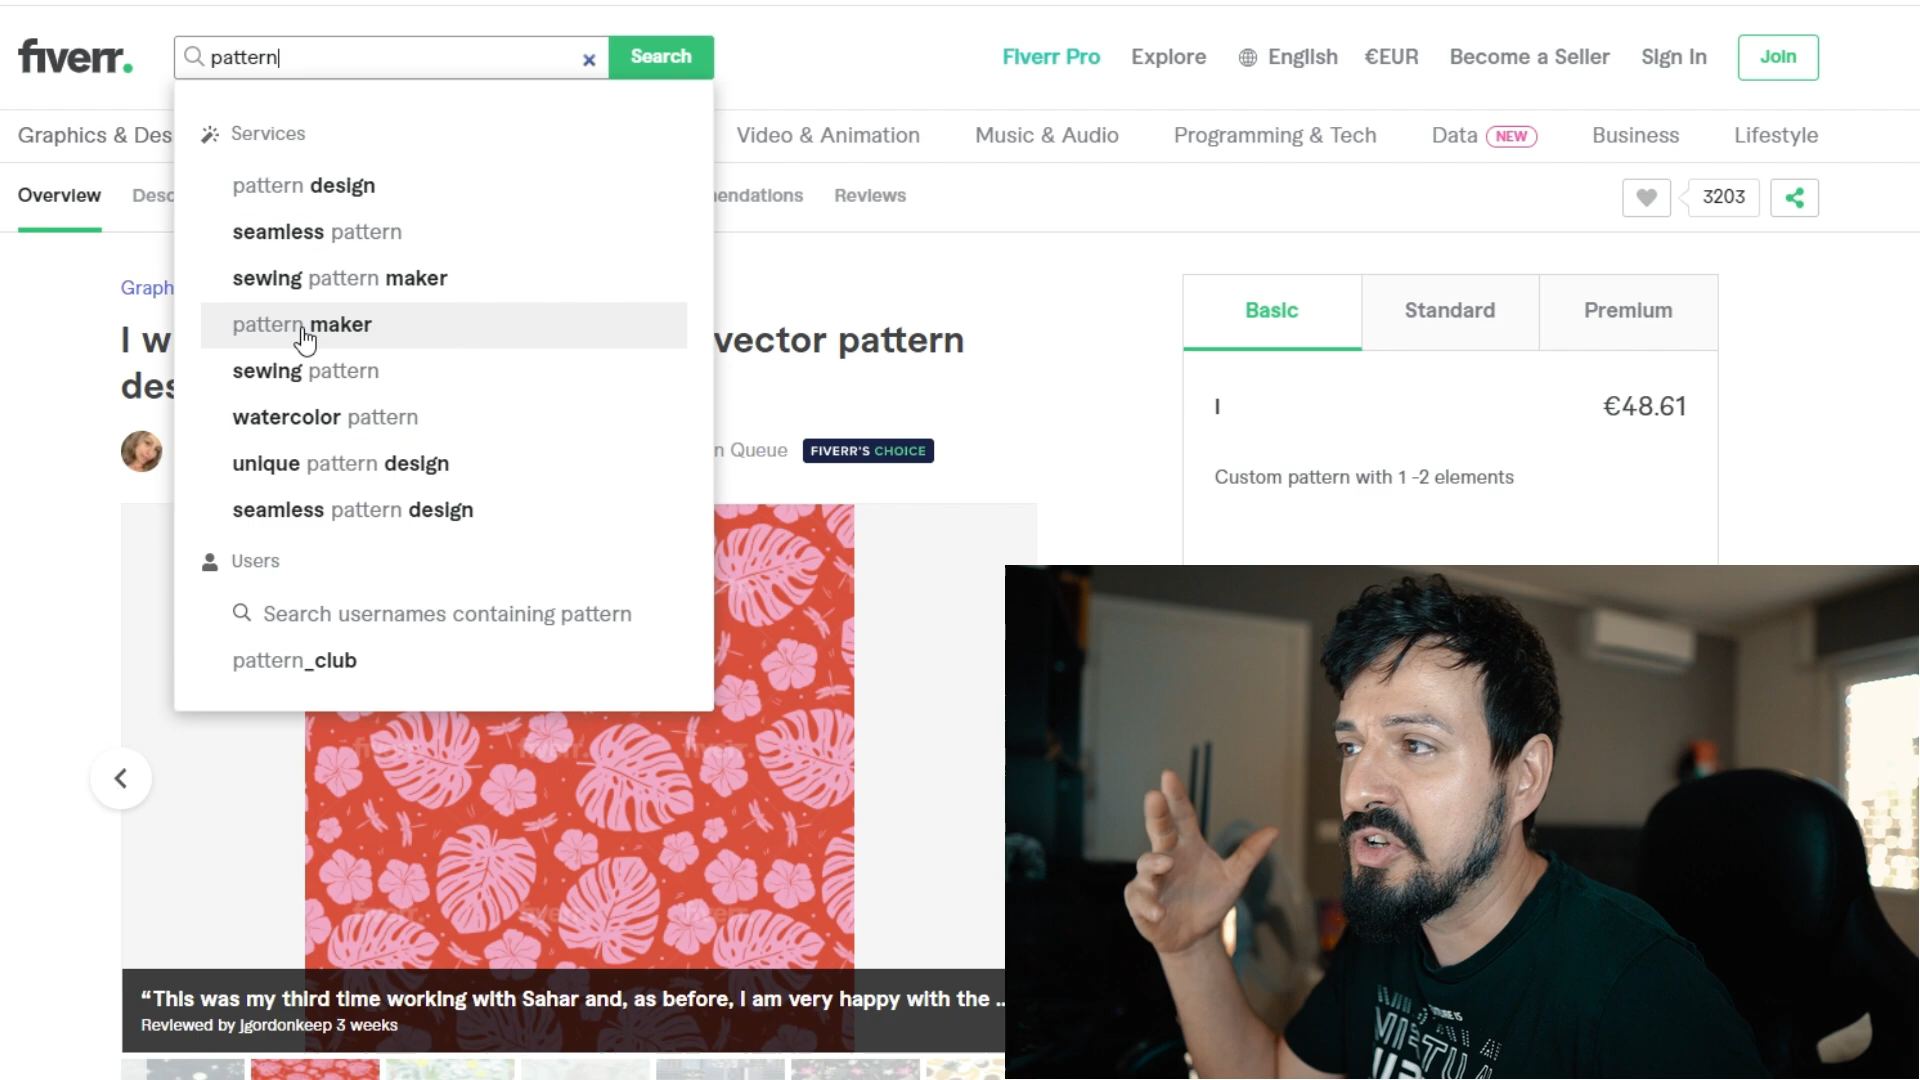 fiverr.
pattern
Search
Fiverr Pro
Explore
English
€EUR
Become a Seller
Sign In
Join
Graphics & Des
Video & Animation
Music & Audio
Programming & Tech
Data NEW
Business
Lifestyle
Overview
Desc
endations
Reviews
3203
Services
pattern design
seamless pattern
sewing pattern maker
pattern maker
sewing pattern
watercolor pattern
unique pattern design
seamless pattern design
Users
Search usernames containing pattern
pattern_club
Graph
I w
vector pattern
des
n Queue
FIVERR'S CHOICE
Basic
Standard
Premium
I
€48.61
Custom pattern with 1 -2 elements
“This was my third time working with Sahar and, as before, I am very happy with the ..
Reviewed by jgordonkeep 3 weeks